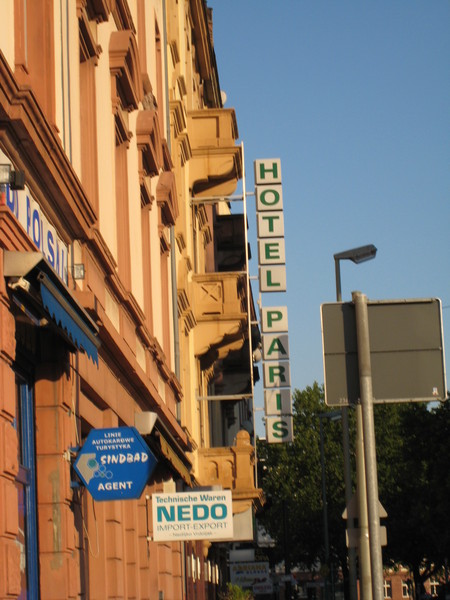 HOTEL PARIS
LINIE
AUTOKAROWE
TURYSTYKA
SINDBAD
AGENT
Technische Waren
NEDO
IMPORT-EXPORT